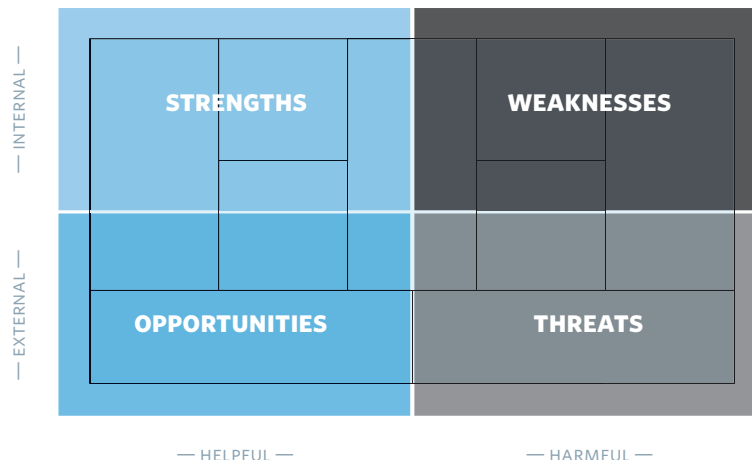 — INTERNAL —
STRENGTHS
WEAKNESSES
— EXTERNAL —
OPPORTUNITIES
THREATS
— HELPFUL —
— HARMFUL —